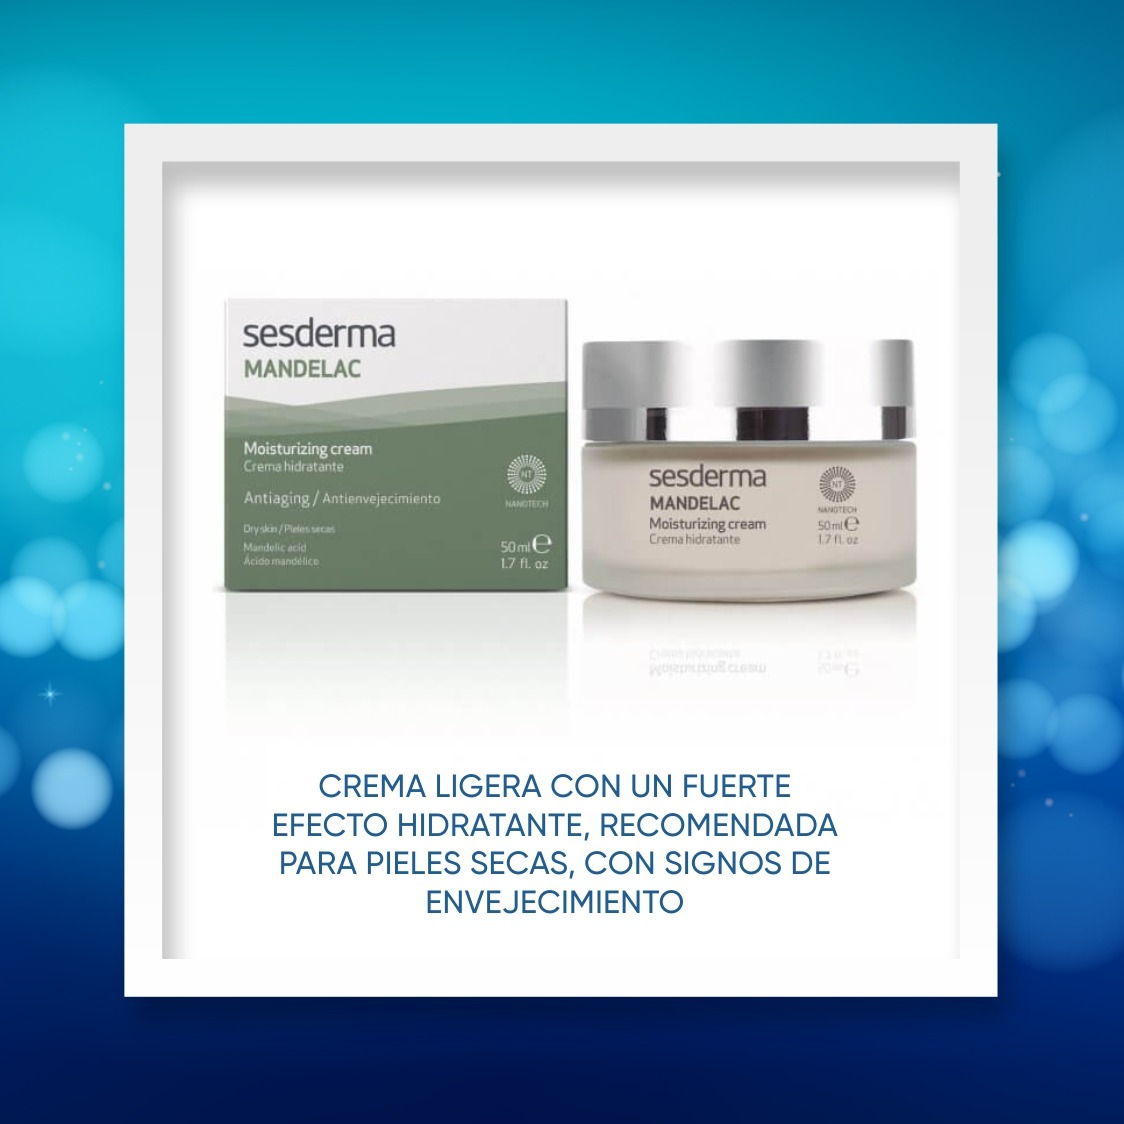 sesderma
MANDELAC
Moisturizing cream
Crema hidratante
Antiaging / Antienvejecimiento
NT
NANOTECH
Dry skin / Pieles secas
Mandelic acid
Ácido mandélico
50 ml e
1.7 fl. oz
sesderma
MANDELAC
Moisturizing cream
Crema hidratante
NT
NANOTECH
50 ml e
1.7 fl. oz
CREMA LIGERA CON UN FUERTE
EFECTO HIDRATANTE, RECOMENDADA
PARA PIELES SECAS, CON SIGNOS DE
ENVEJECIMIENTO